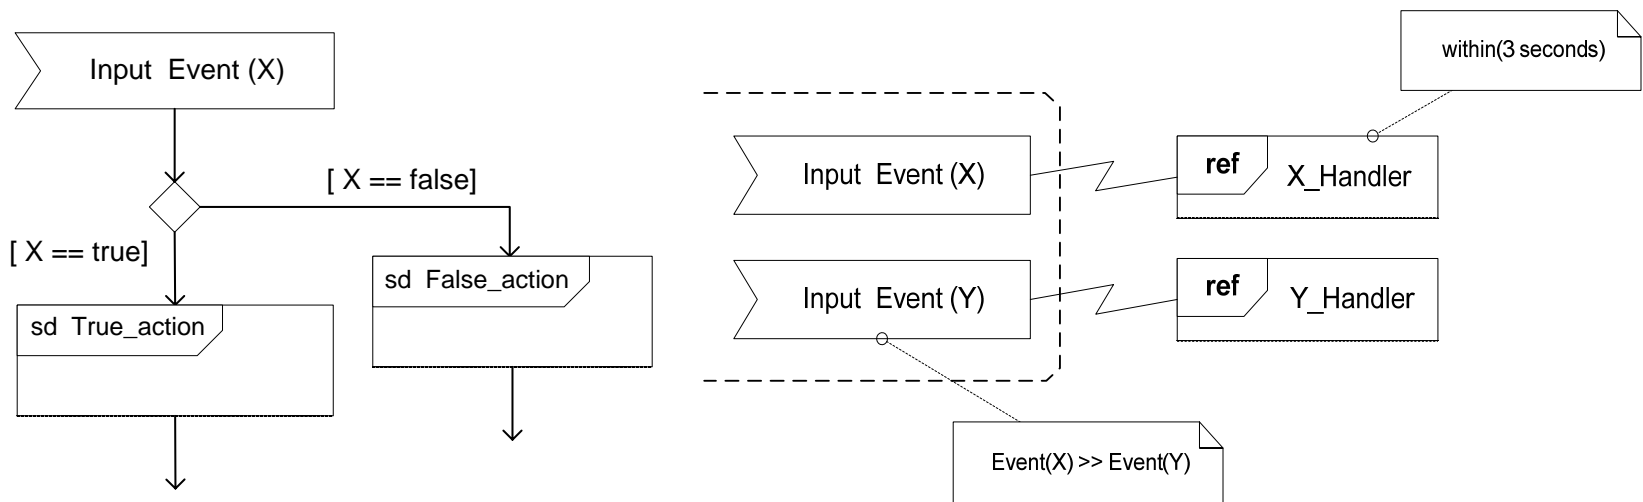 Input Event (X)
[ X == false]
[ X == true]
sd False_action
sd True_action
within(3 seconds)
Input Event (X)
ref
X_Handler
Input Event (Y)
ref
Y_Handler
Event(X) >> Event(Y)